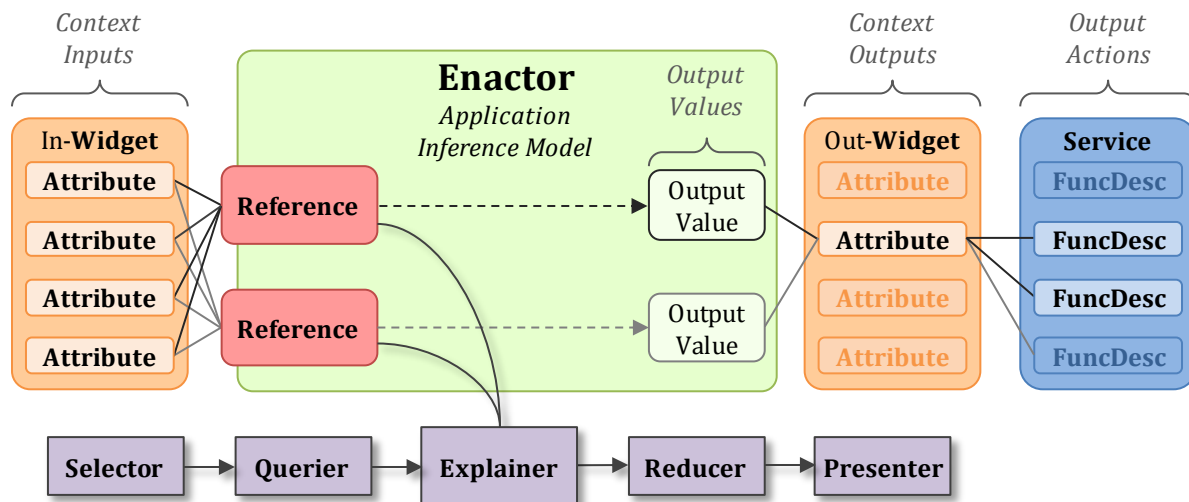 Context
Inputs
Enactor
Application
Inference Model
Output
Values
Context
Outputs
Output
Actions
In-Widget
Attribute
Attribute
Attribute
Attribute
Reference
Reference
Output
Value
Output
Value
Out-Widget
Attribute
Attribute
Attribute
Attribute
Service
FuncDesc
FuncDesc
FuncDesc
FuncDesc
Selector
Querier
Explainer
Reducer
Presenter